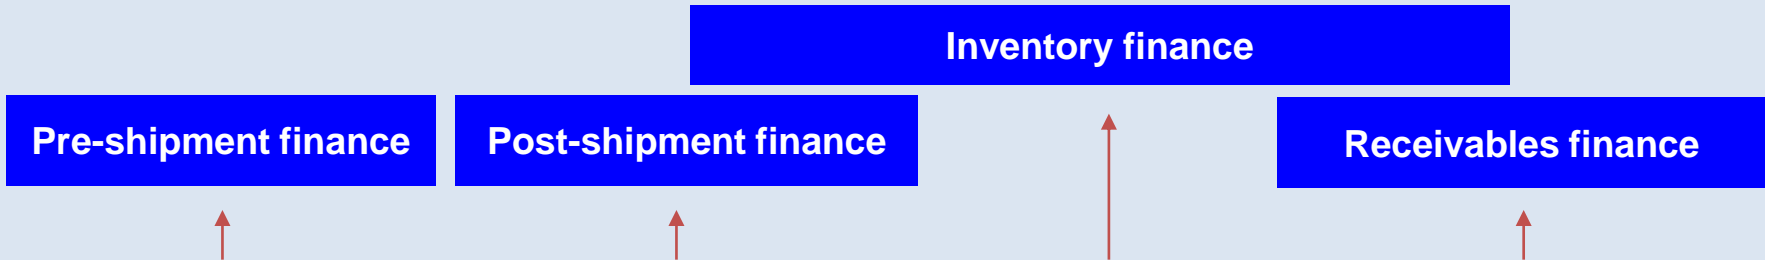 Inventory finance
Pre-shipment finance
Post-shipment finance
Receivables finance